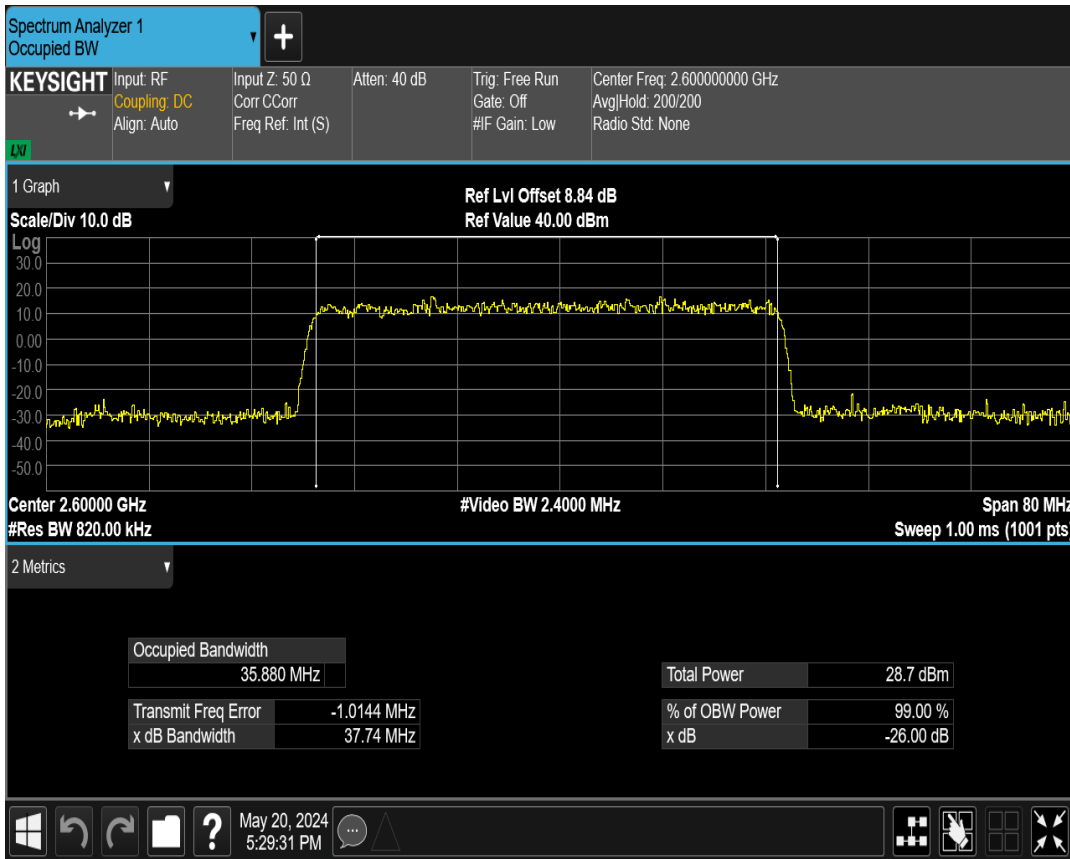 Spectrum Analyzer 1
Occupied BW
+
KEYSIGHT
LXI
Input: RF
Coupling: DC
Align: Auto
Input Z: 50 Ω
Corr CCorr
Freq Ref: Int (S)
Atten: 40 dB
Trig: Free Run
Gate: Off
#IF Gain: Low
Center Freq: 2.600000000 GHz
Avg|Hold: 200/200
Radio Std: None
1 Graph
Scale/Div 10.0 dB
Ref Lvl Offset 8.84 dB
Ref Value 40.00 dBm
Log
30.0
20.0
10.0
0.00
-10.0
-20.0
-30.0
-40.0
-50.0
Center 2.60000 GHz
#Video BW 2.4000 MHz
Span 80 MHz
#Res BW 820.00 kHz
Sweep 1.00 ms (1001 pts)
2 Metrics
Occupied Bandwidth
35.880 MHz
Total Power 28.7 dBm
Transmit Freq Error -1.0144 MHz
% of OBW Power 99.00 %
x dB Bandwidth 37.74 MHz
x dB -26.00 dB
?
May 20, 2024
5:29:31 PM